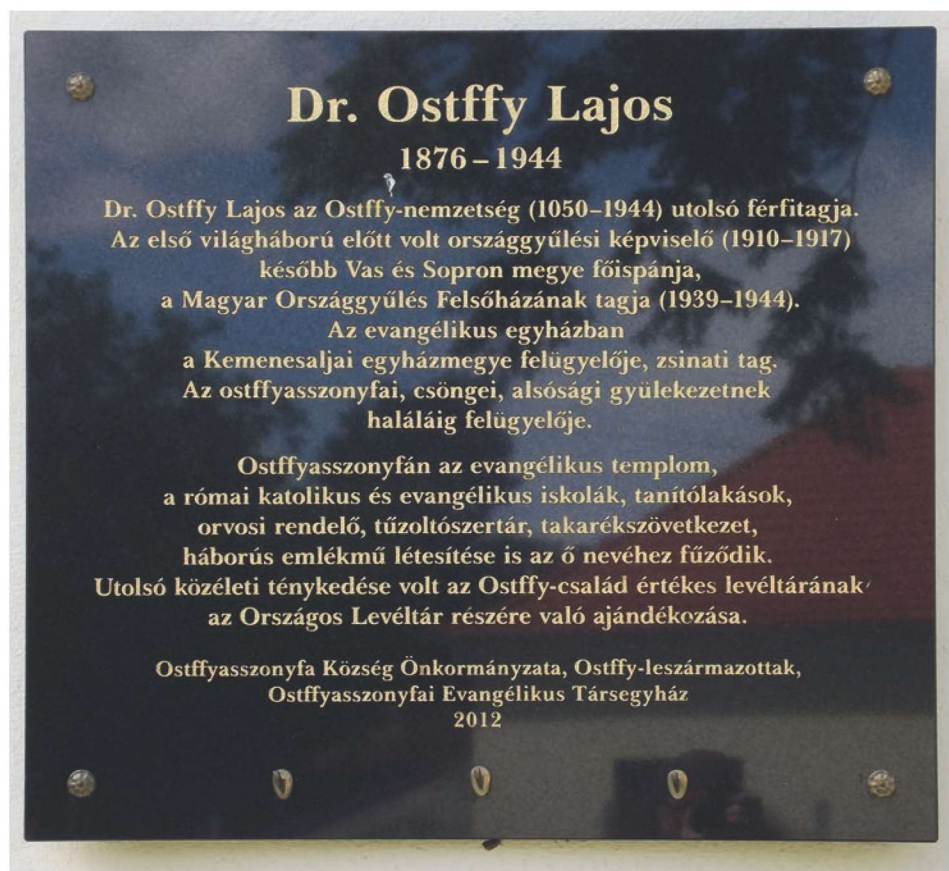 Dr. Ostffy Lajos
1876 – 1944
Dr. Ostffy Lajos az Ostffy-nemzetség (1050–1944) utolsó férfitagja.
Az első világháború előtt volt országgyűlési képviselő (1910–1917)
később Vas és Sopron megye főispánja,
a Magyar Országgyűlés Felsőházának tagja (1939–1944).
Az evangélikus egyházban
a Kemenesaljai egyházmegye felügyelője, zsinati tag.
Az ostffyasszonyfai, csöngei, alsósági gyülekezetnek
haláláig felügyelője.
Ostffyasszonyfán az evangélikus templom,
a római katolikus és evangélikus iskolák, tanítólakások,
orvosi rendelő, tűzoltószertár, takarékszövetkezet,
háborús emlékmű létesítése is az ő nevéhez fűződik.
Utolsó közéleti ténykedése volt az Ostffy-család értékes levéltárának
az Országos Levéltár részére való ajándékozása.
Ostffyasszonyfa Község Önkormányzata, Ostffy-leszármazottak,
Ostffyasszonyfai Evangélikus Társegyház
2012